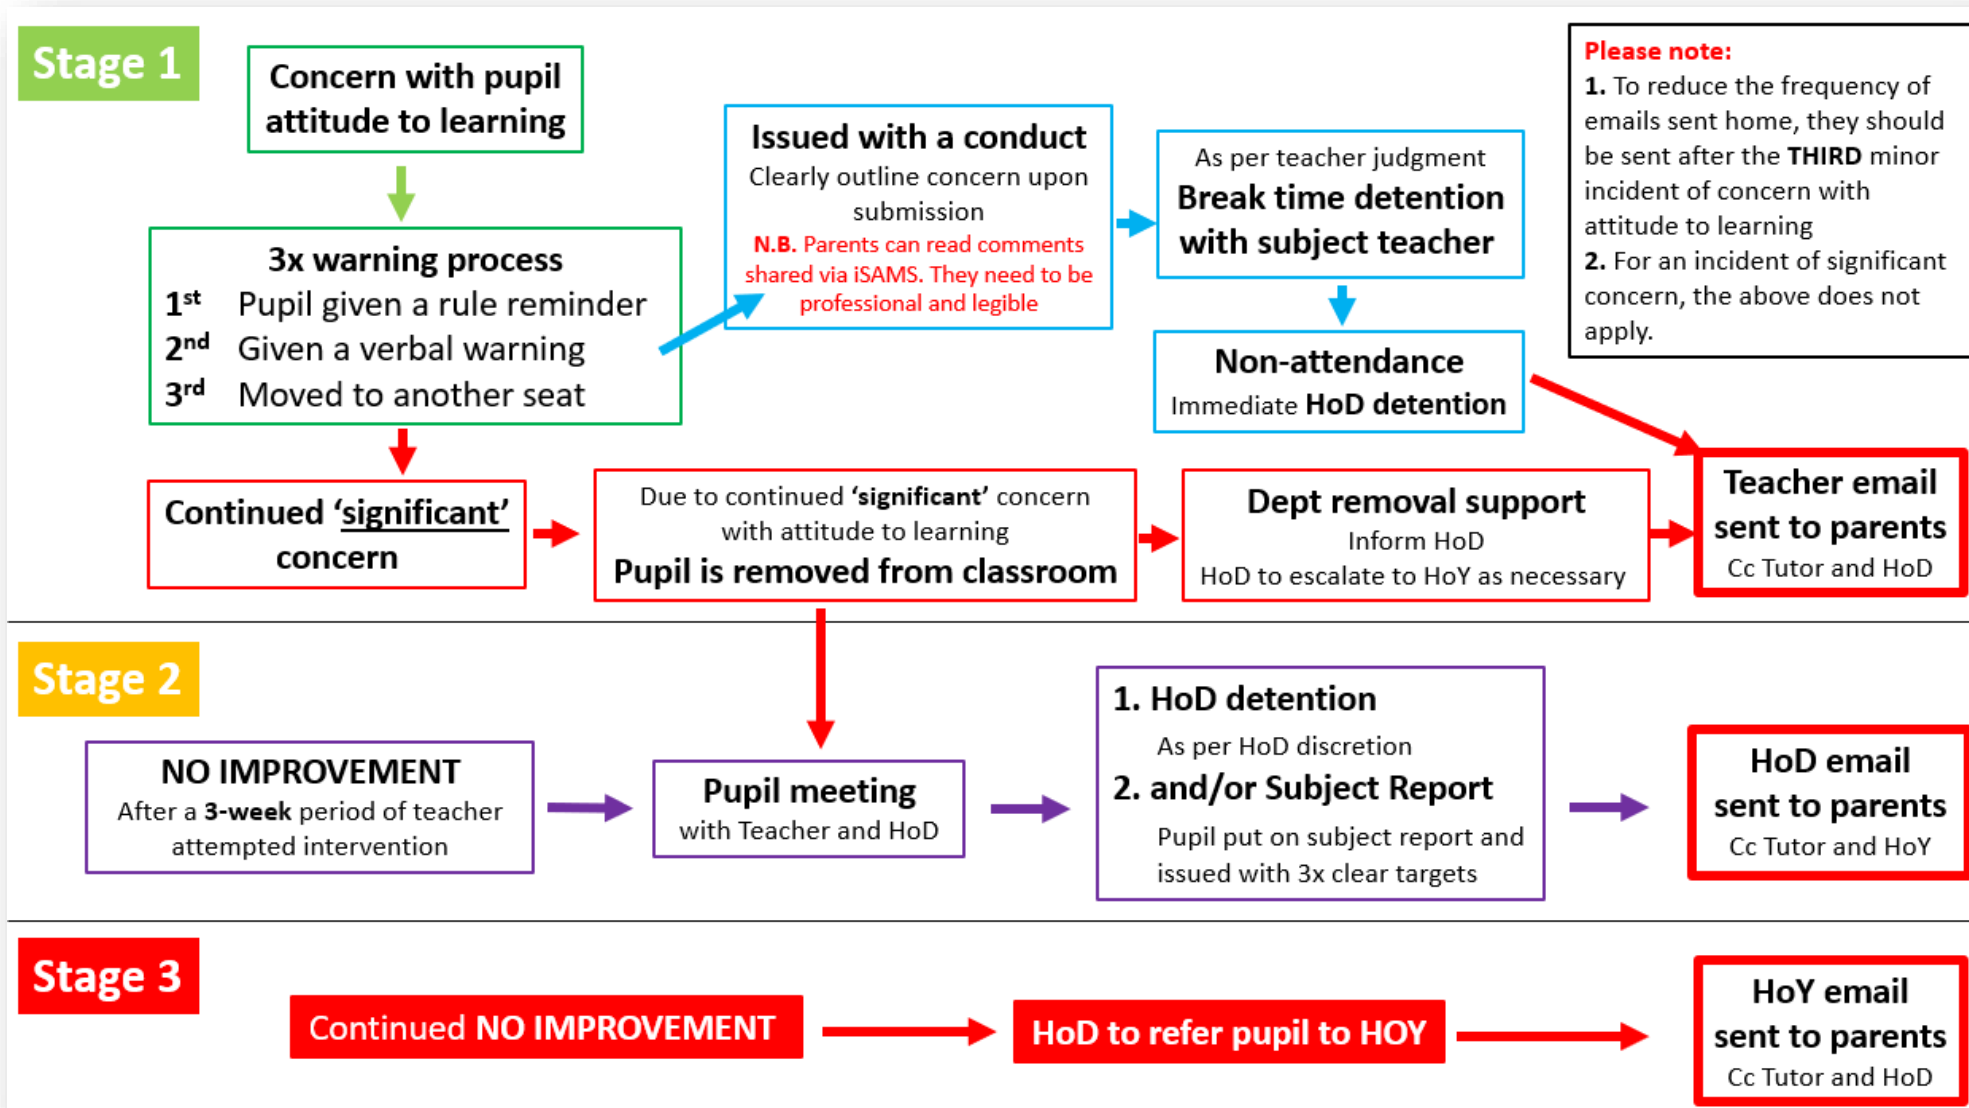 Stage 1
Concern with pupil
attitude to learning
3x warning process
1st Pupil given a rule reminder
2nd Given a verbal warning
3rd Moved to another seat
Issued with a conduct
Clearly outline concern upon
submission
N.B. Parents can read comments
shared via iSAMS. They need to be
professional and legible
As per teacher judgment
Break time detention
with subject teacher
Non-attendance
Immediate HoD detention
Please note:
1. To reduce the frequency of
emails sent home, they should
be sent after the THIRD minor
incident of concern with
attitude to learning
2. For an incident of significant
concern, the above does not
apply.
Continued ‘significant’
concern
Due to continued ‘significant’ concern
with attitude to learning
Pupil is removed from classroom
Dept removal support
Inform HoD
HoD to escalate to HoY as necessary
Teacher email
sent to parents
Cc Tutor and HoD
Stage 2
NO IMPROVEMENT
After a 3-week period of teacher
attempted intervention
Pupil meeting
with Teacher and HoD
1. HoD detention
As per HoD discretion
2. and/or Subject Report
Pupil put on subject report and
issued with 3x clear targets
HoD email
sent to parents
Cc Tutor and HoY
Stage 3
Continued NO IMPROVEMENT
HoD to refer pupil to HOY
HoY email
sent to parents
Cc Tutor and HoD